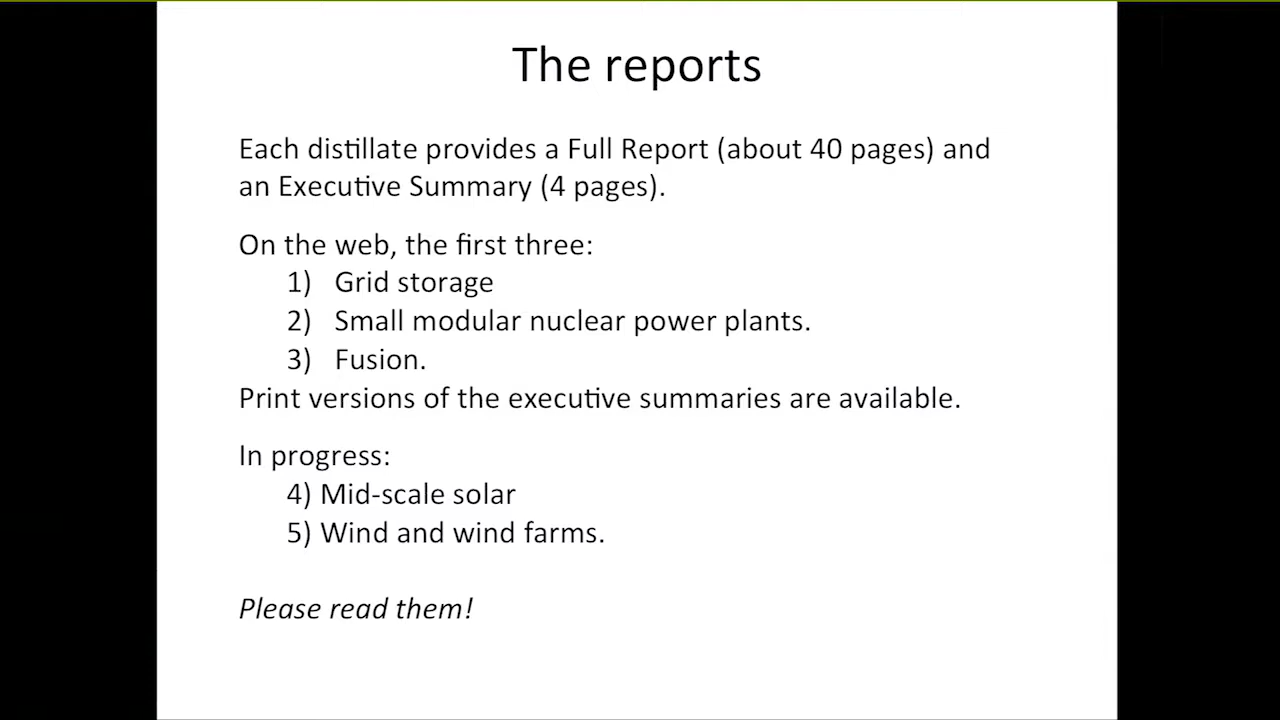 The reports
Each distillate provides a Full Report (about 40 pages) and
an Executive Summary (4 pages).
On the web, the first three:
1) Grid storage
2) Small modular nuclear power plants.
3) Fusion.
Print versions of the executive summaries are available.
In progress:
4) Mid-scale solar
5) Wind and wind farms.
Please read them!